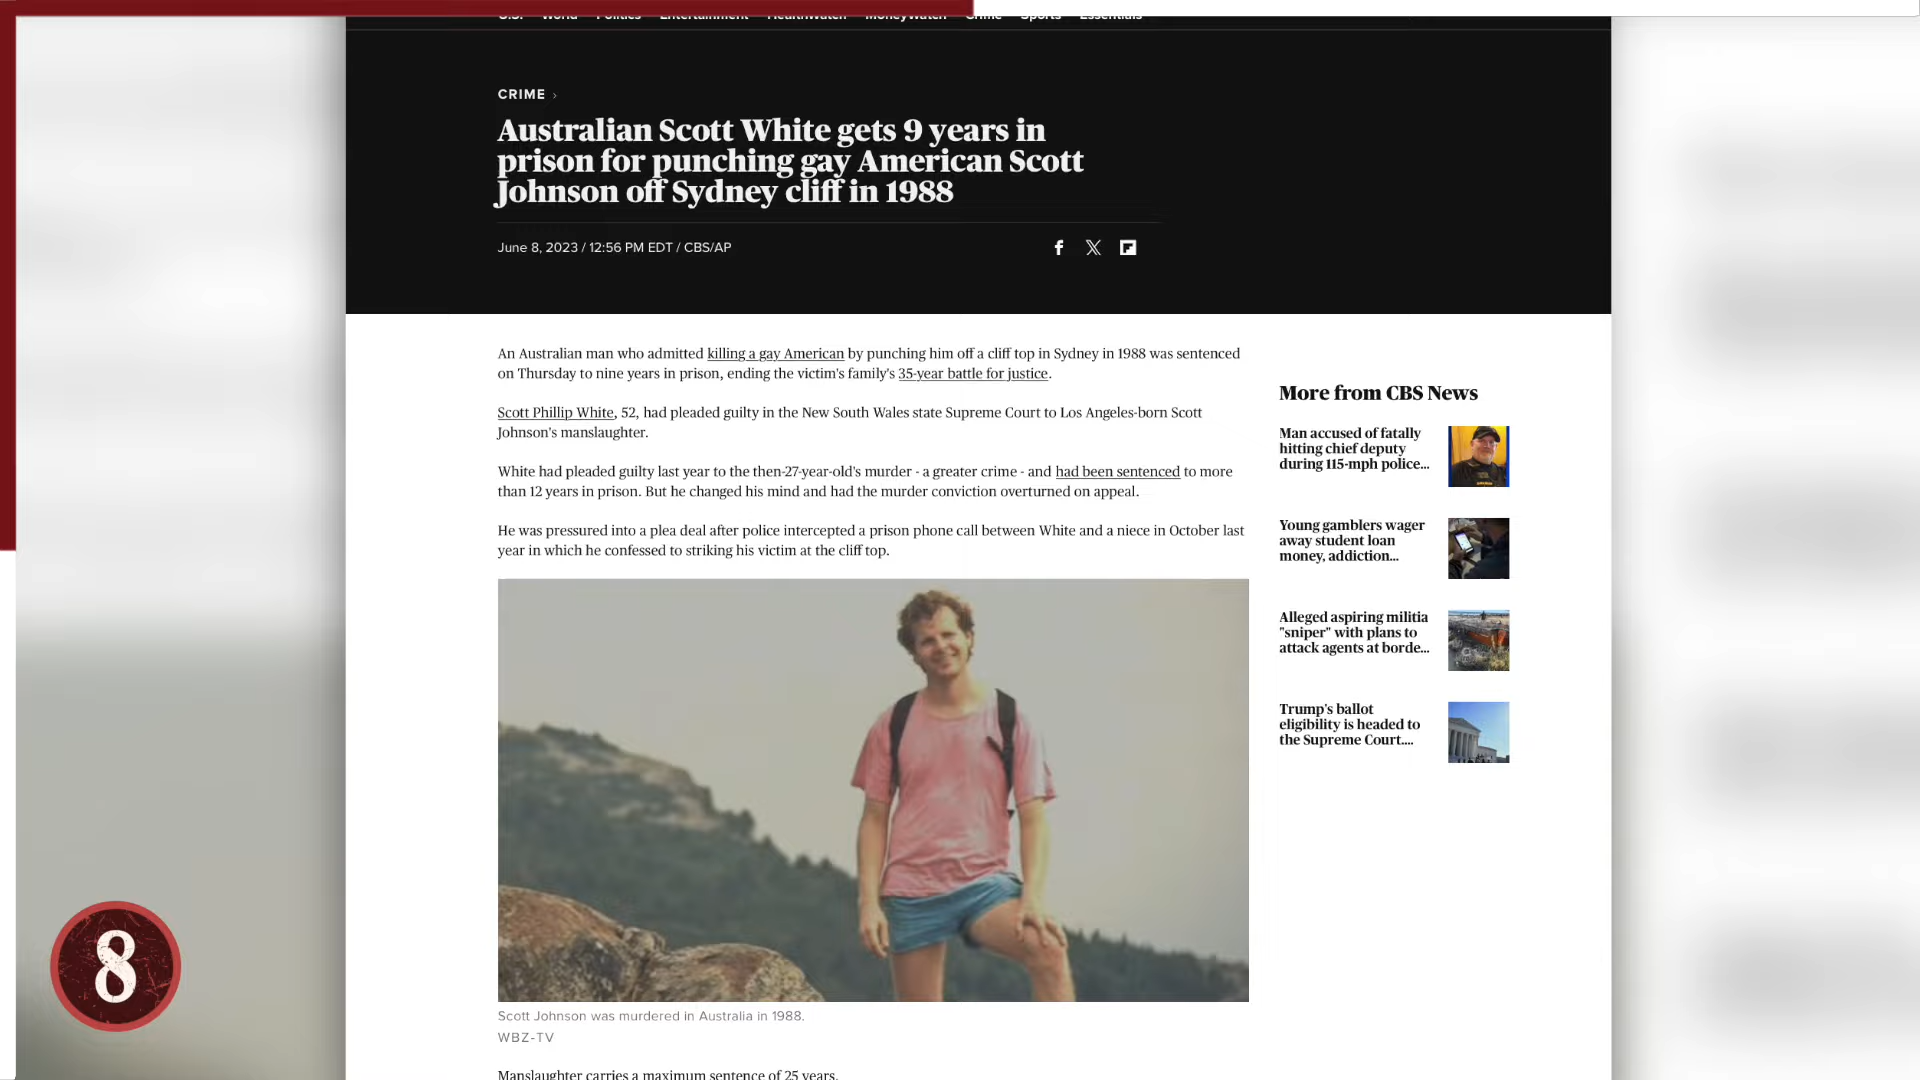 U.S. World Politics Entertainment HealthWatch MoneyWatch Crime Sports Essentials
CRIME ›
Australian Scott White gets 9 years in
prison for punching gay American Scott
Johnson off Sydney cliff in 1988
June 8, 2023 / 12:56 PM EDT / CBS/AP
An Australian man who admitted killing a gay American by punching him off a cliff top in Sydney in 1988 was sentenced
on Thursday to nine years in prison, ending the victim's family's 35-year battle for justice.
Scott Phillip White, 52, had pleaded guilty in the New South Wales state Supreme Court to Los Angeles-born Scott
Johnson's manslaughter.
White had pleaded guilty last year to the then-27-year-old's murder - a greater crime - and had been sentenced to more
than 12 years in prison. But he changed his mind and had the murder conviction overturned on appeal.
He was pressured into a plea deal after police intercepted a prison phone call between White and a niece in October last
year in which he confessed to striking his victim at the cliff top.
Scott Johnson was murdered in Australia in 1988.
WBZ-TV
Manslaughter carries a maximum sentence of 25 years.
More from CBS News
Man accused of fatally
hitting chief deputy
during 115-mph police...
Young gamblers wager
away student loan
money, addiction...
Alleged aspiring militia
"sniper" with plans to
attack agents at borde...
Trump's ballot
eligibility is headed to
the Supreme Court....
8